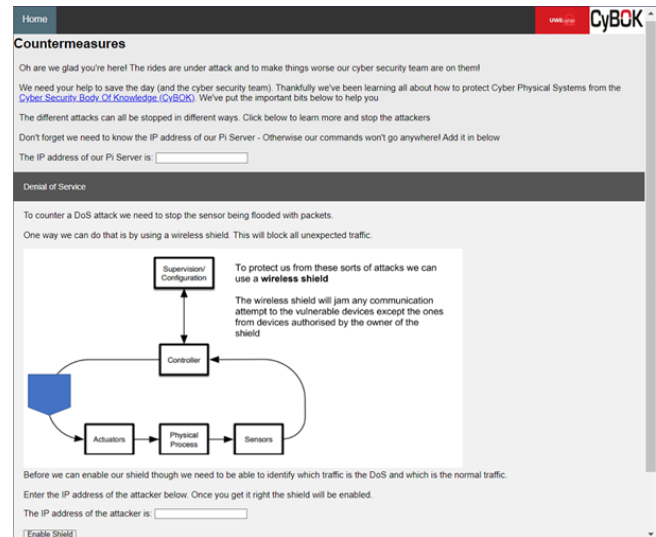 Home
UWE
CyBOK
Countermeasures
Oh are we glad you're here! The rides are under attack and to make things worse our cyber security team are on them!
We need your help to save the day (and the cyber security team). Thankfully we've been learning all about how to protect Cyber Physical Systems from the
Cyber Security Body Of Knowledge (CyBOK). We've put the important bits below to help you
The different attacks can all be stopped in different ways. Click below to learn more and stop the attackers
Don't forget we need to know the IP address of our Pi Server - Otherwise our commands won't go anywhere! Add it in below
The IP address of our Pi Server is:
Denial of Service
To counter a DoS attack we need to stop the sensor being flooded with packets.
One way we can do that is by using a wireless shield. This will block all unexpected traffic.
Supervision/
Configuration
To protect us from these sorts of attacks we can
use a wireless shield
The wireless shield will jam any communication
attempt to the vulnerable devices except the ones
from devices authorised by the owner of the
shield
Controller
Actuators
Physical
Process
Sensors
Before we can enable our shield though we need to be able to identify which traffic is the DoS and which is the normal traffic.
Enter the IP address of the attacker below. Once you get it right the shield will be enabled.
The IP address of the attacker is:
Enable Shield